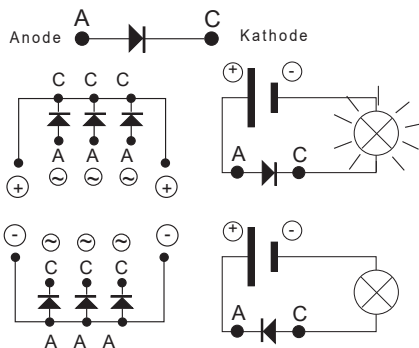 Anode A C Kathode
C C C
A A A
~ ~ ~
+ +
+ -
A C
- ~ ~ ~ -
C C C
A A A
+ -
A C